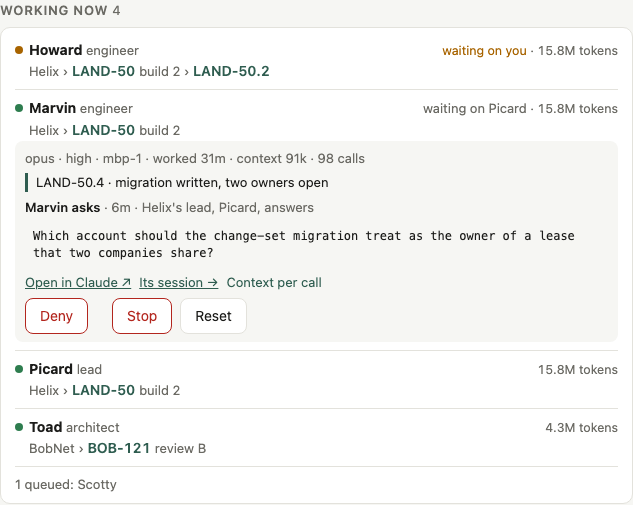 WORKING NOW 4
Howard engineer
waiting on you · 15.8M tokens
Helix › LAND-50 build 2 › LAND-50.2
Marvin engineer
waiting on Picard · 15.8M tokens
Helix › LAND-50 build 2
opus · high · mbp-1 · worked 31m · context 91k · 98 calls
LAND-50.4 · migration written, two owners open
Marvin asks · 6m · Helix's lead, Picard, answers
Which account should the change-set migration treat as the owner of a lease
that two companies share?
Open in Claude ↗ Its session → Context per call
Deny Stop Reset
Picard lead
15.8M tokens
Helix › LAND-50 build 2
Toad architect
4.3M tokens
BobNet › BOB-121 review B
1 queued: Scotty